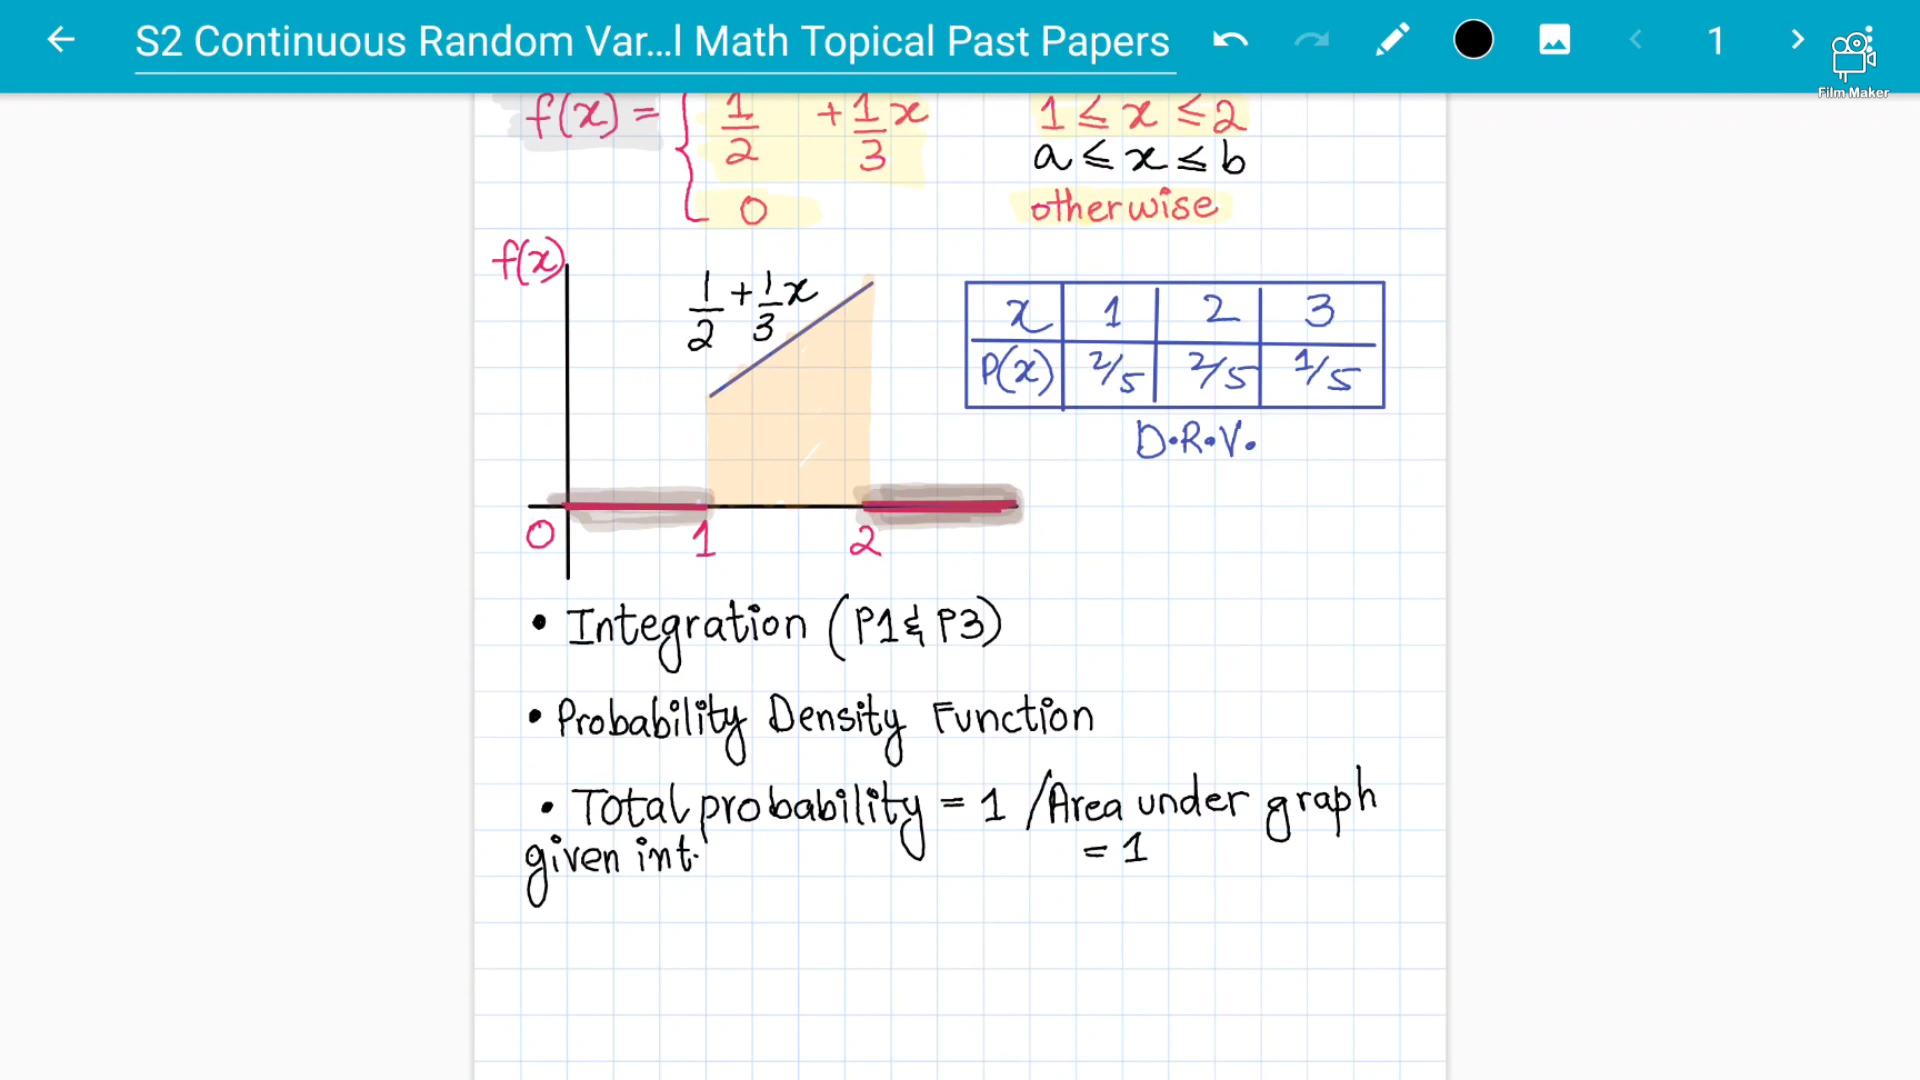 S2 Continuous Random Var...l Math Topical Past Papers 1
Film Maker
f(x) = { 1/2 + 1/3 x 1 ≤ x ≤ 2
a ≤ x ≤ b
0 otherwise
f(x)
1/2 + 1/3 x
x 1 2 3
P(x) 2/5 2/5 1/5
D.R.V.
0 1 2
• Integration (P1 & P3)
• Probability Density Function
• Total probability = 1 / Area under graph
given int. = 1